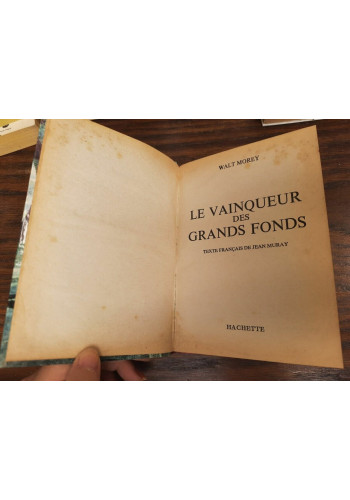 WALT MOREY
LE VAINQUEUR
DES
GRANDS FONDS
TEXTE FRANÇAIS DE JEAN MURAY
HACHETTE